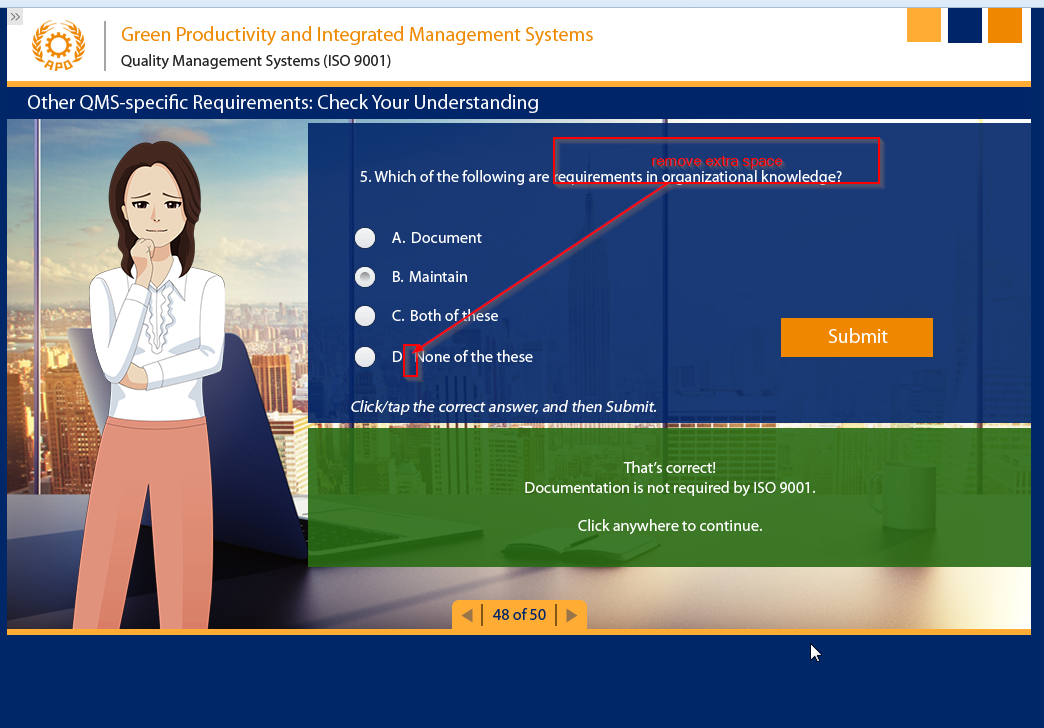 »
Green Productivity and Integrated Management Systems
APO
Quality Management Systems (ISO 9001)
Other QMS-specific Requirements: Check Your Understanding
remove extra space
5. Which of the following are requirements in organizational knowledge?
A. Document
B. Maintain
C. Both of these
D None of the these
Submit
Click/tap the correct answer, and then Submit.
That's correct!
Documentation is not required by ISO 9001.
Click anywhere to continue.
48 of 50